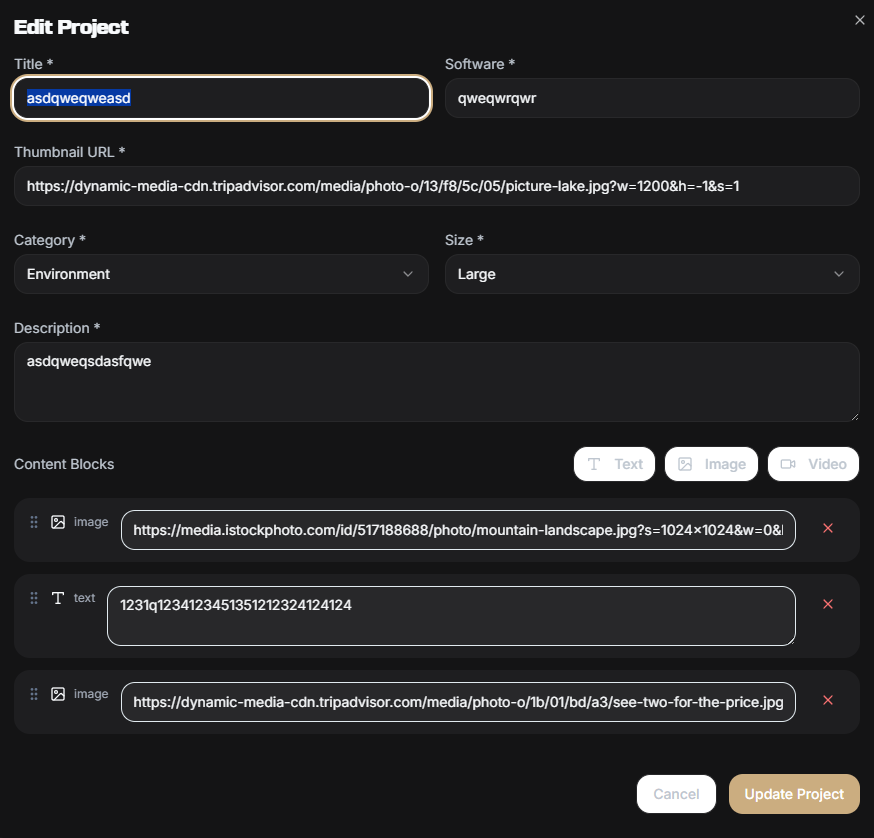 Edit Project
Title *
Software *
asdqweqweasd
qweqwrqwr
Thumbnail URL *
https://dynamic-media-cdn.tripadvisor.com/media/photo-o/13/f8/5c/05/picture-lake.jpg?w=1200&h=-1&s=1
Category *
Size *
Environment
Large
Description *
asdqweqsdasfqwe
Content Blocks
Text
Image
Video
image
https://media.istockphoto.com/id/517188688/photo/mountain-landscape.jpg?s=1024x1024&w=0&
text
1231q1234123451351212324124124
image
https://dynamic-media-cdn.tripadvisor.com/media/photo-o/1b/01/bd/a3/see-two-for-the-price.jpg
Cancel
Update Project